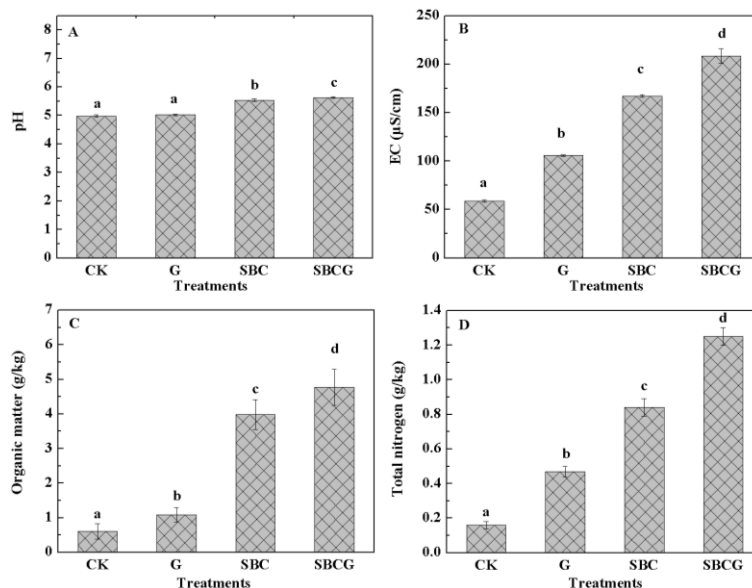 A
pH
8
7
6
5
4
3
2
1
0
a
a
b
c
CK G SBC SBCG
Treatments
B
EC (µS/cm)
250
200
150
100
50
0
a
b
c
d
CK G SBC SBCG
Treatments
C
Organic matter (g/kg)
7
6
5
4
3
2
1
0
a
b
c
d
CK G SBC SBCG
Treatments
D
Total nitrogen (g/kg)
1.4
1.2
1.0
0.8
0.6
0.4
0.2
0.0
a
b
c
d
CK G SBC SBCG
Treatments